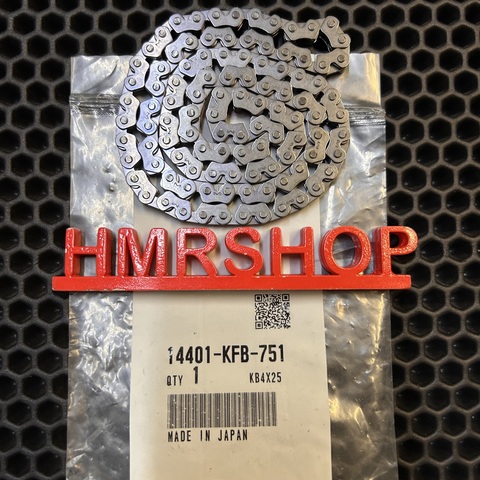 HMRSHOP
14401-KFB-751
QTY 1 KB4X25
MADE IN JAPAN